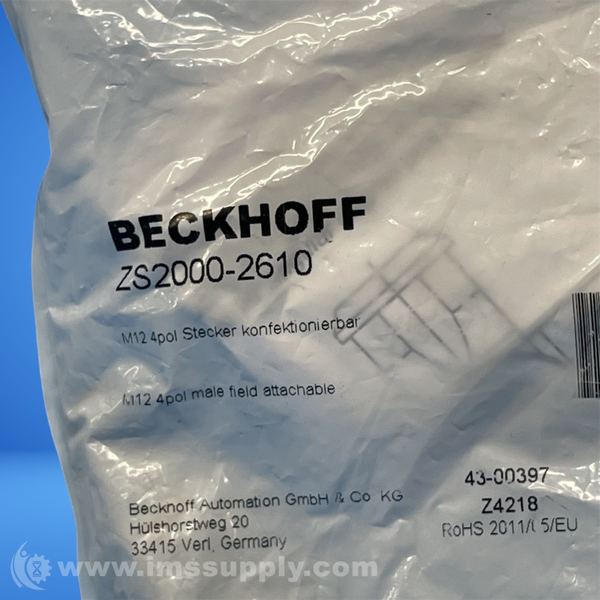 BECKHOFF
ZS2000-2610
M12 4pol Stecker konfektionierbar
M12 4pol male field attachable
Beckhoff Automation GmbH & Co KG
Hülshorstweg 20
33415 Verl, Germany
43-00397
Z4218
RoHS 2011/65/EU
www.imssupply.com